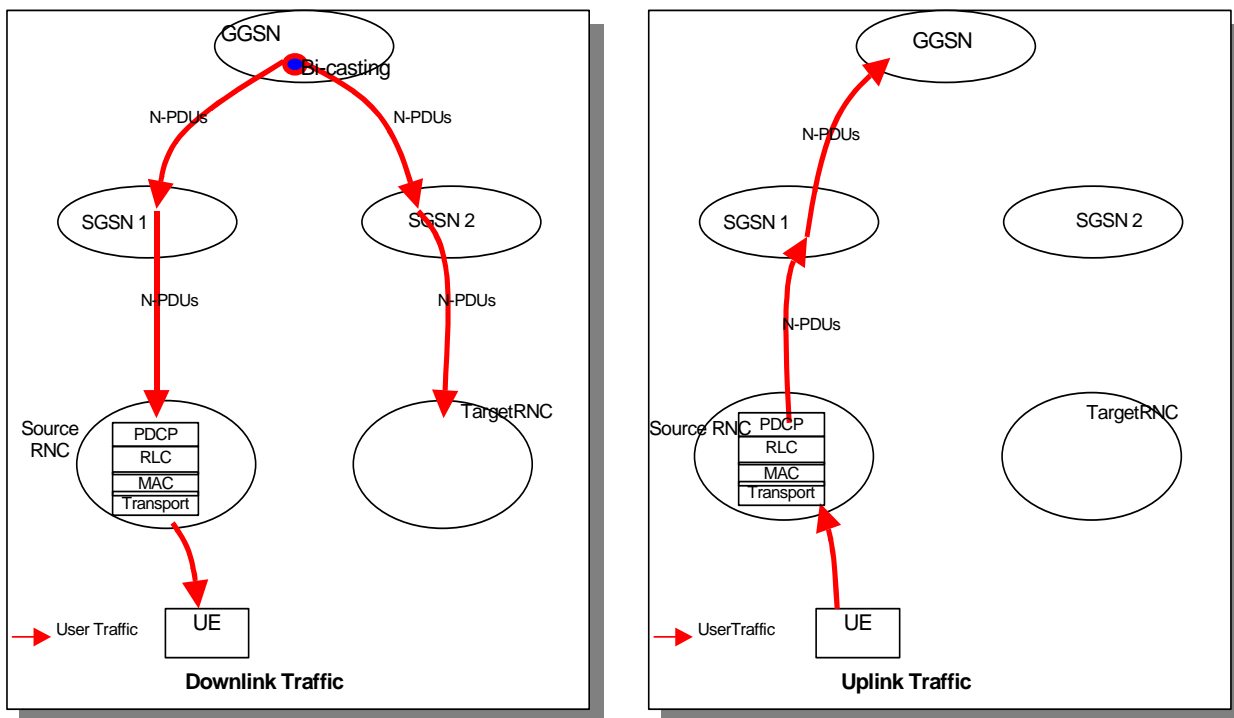 GGSN
Bi-casting
N-PDUs
N-PDUs
SGSN 1
SGSN 2
N-PDUs
N-PDUs
TargetRNC
Source
RNC
PDCP
RLC
MAC
Transport
UE
User Traffic
Downlink Traffic
GGSN
N-PDUs
SGSN 1
SGSN 2
N-PDUs
TargetRNC
Source RNC
PDCP
RLC
MAC
Transport
UE
UserTraffic
Uplink Traffic